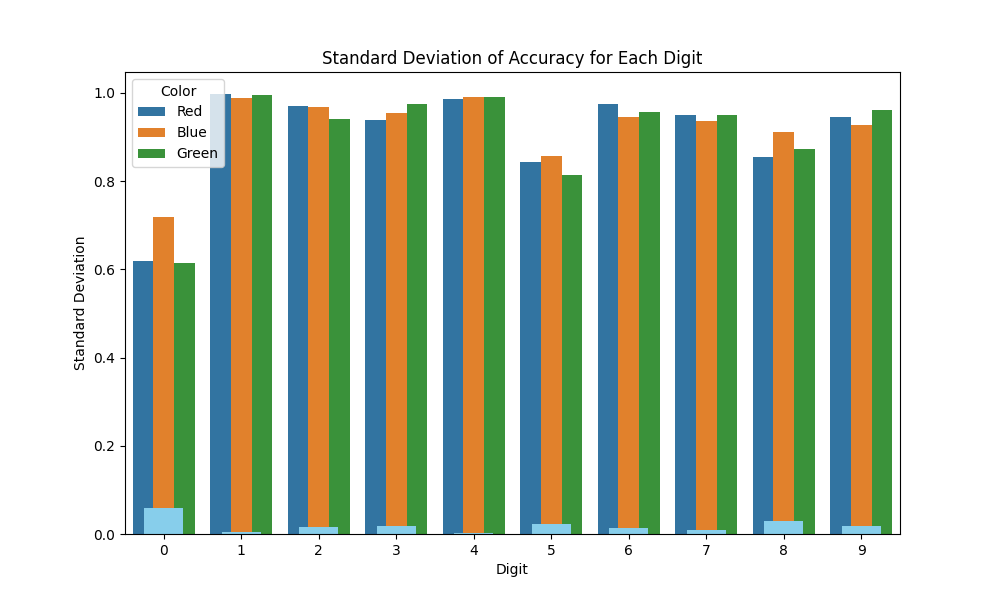 Standard Deviation of Accuracy for Each Digit
Color
Red
Blue
Green
1.0
0.8
0.6
0.4
0.2
0.0
Standard Deviation
0 1 2 3 4 5 6 7 8 9
Digit